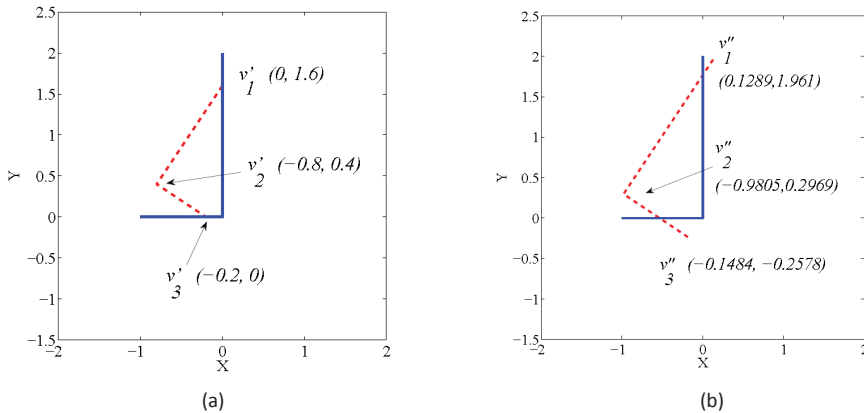 2.5
2
1.5
1
0.5
0
−0.5
−1
−1.5
−2
−1
0
1
2
Y
X
v' 1 (0, 1.6)
v' 2 (−0.8, 0.4)
v' 3 (−0.2, 0)
(a)
2.5
2
1.5
1
0.5
0
−0.5
−1
−1.5
−2
−1
0
1
2
Y
X
v'' 1
(0.1289,1.961)
v'' 2
(−0.9805,0.2969)
v'' 3 (−0.1484, −0.2578)
(b)